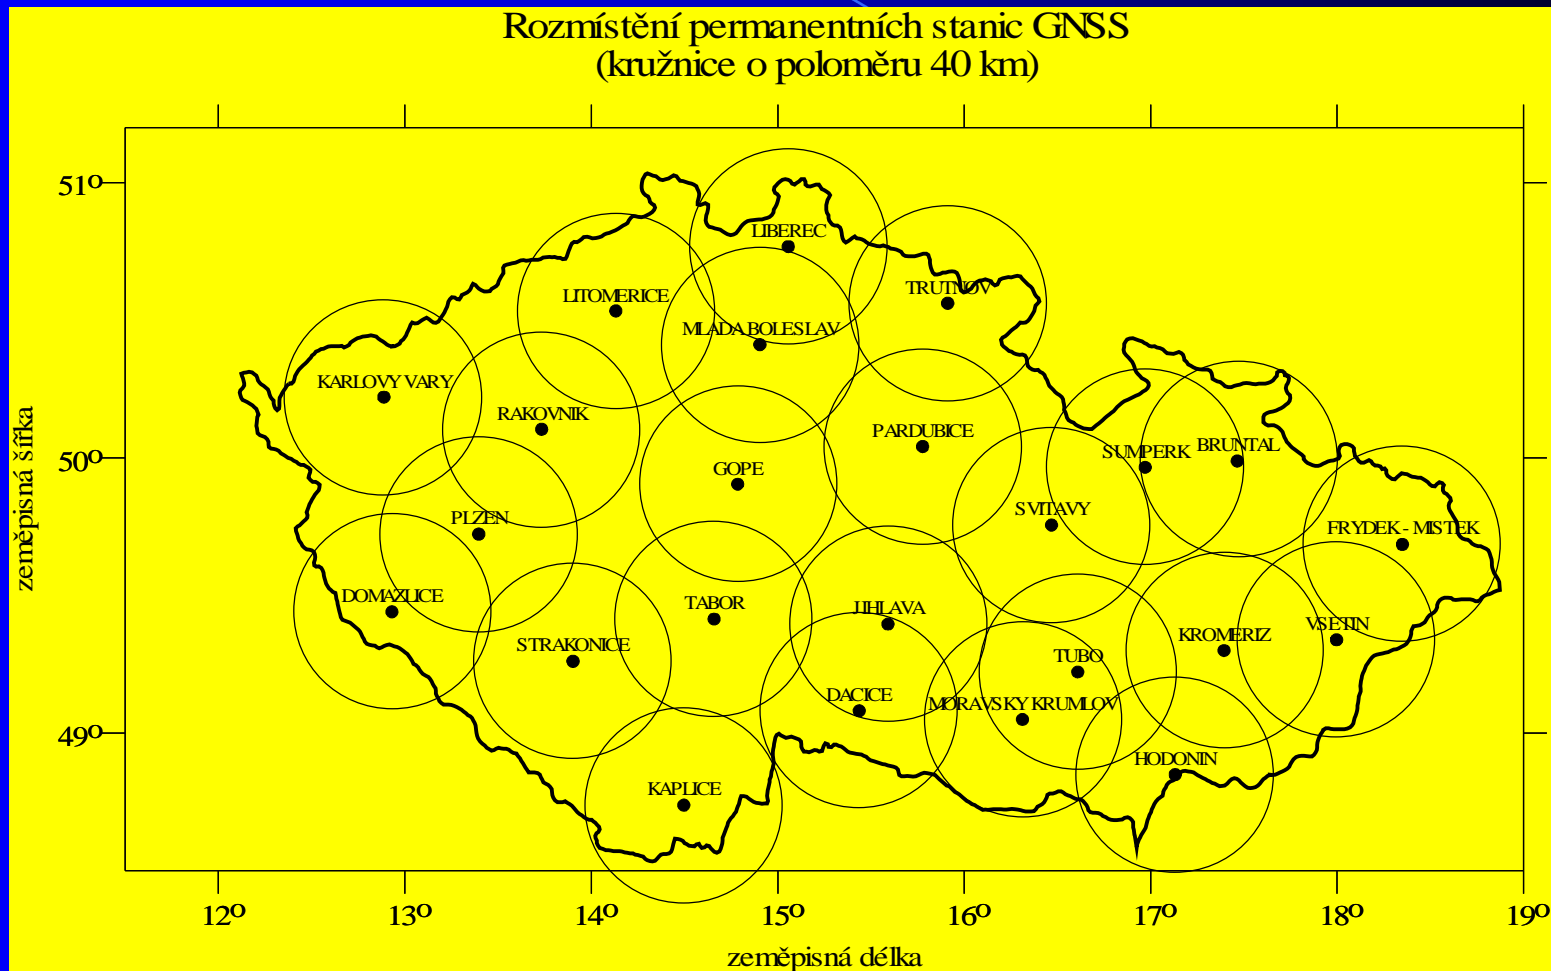 Rozmístění permanentních stanic GNSS
(kružnice o poloměru 40 km)
51º
LIBEREC
TRUTNOV
LITOMERICE
MLADA BOLESLAV
KARLOVY VARY
RAKOVNIK
PARDUBICE
SUMPERK
BRUNTAL
50º
GOPE
SVITAVY
PLZEN
FRYDEK - MISTEK
zeměpisná šířka
DOMAZLICE
TABOR
JIHLAVA
VSETIN
STRAKONICE
KROMERIZ
TUBO
DACICE
MORAVSKY KRUMLOV
49º
HODONIN
KAPLICE
12º 13º 14º 15º 16º 17º 18º 19º
zeměpisná délka